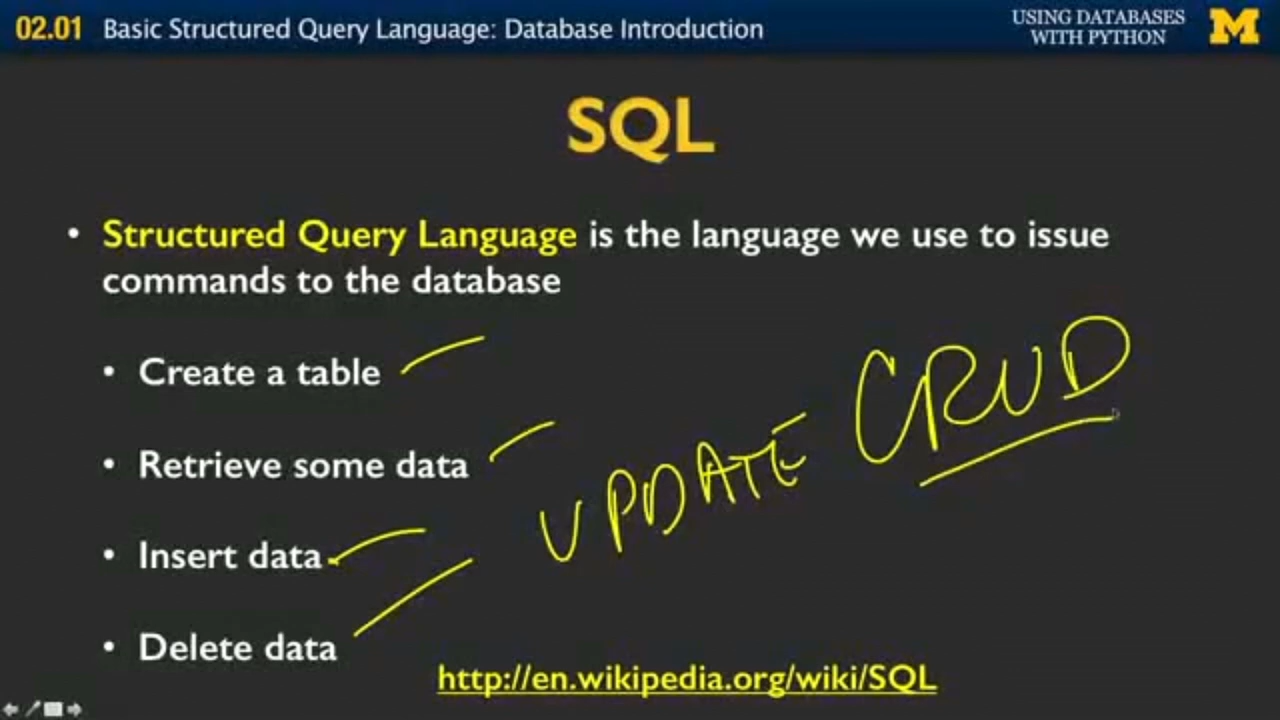 02.01 Basic Structured Query Language: Database Introduction
USING DATABASES
WITH PYTHON
M
SQL
• Structured Query Language is the language we use to issue
commands to the database
• Create a table
• Retrieve some data
• Insert data
• Delete data
UPDATE CRUD
http://en.wikipedia.org/wiki/SQL